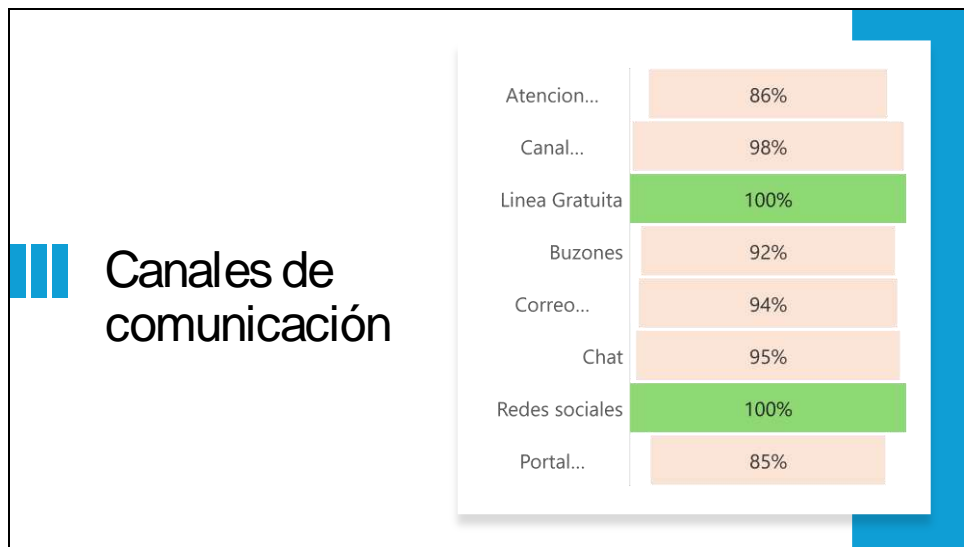 Canales de
comunicación
Atencion... 86%
Canal... 98%
Linea Gratuita 100%
Buzones 92%
Correo... 94%
Chat 95%
Redes sociales 100%
Portal... 85%